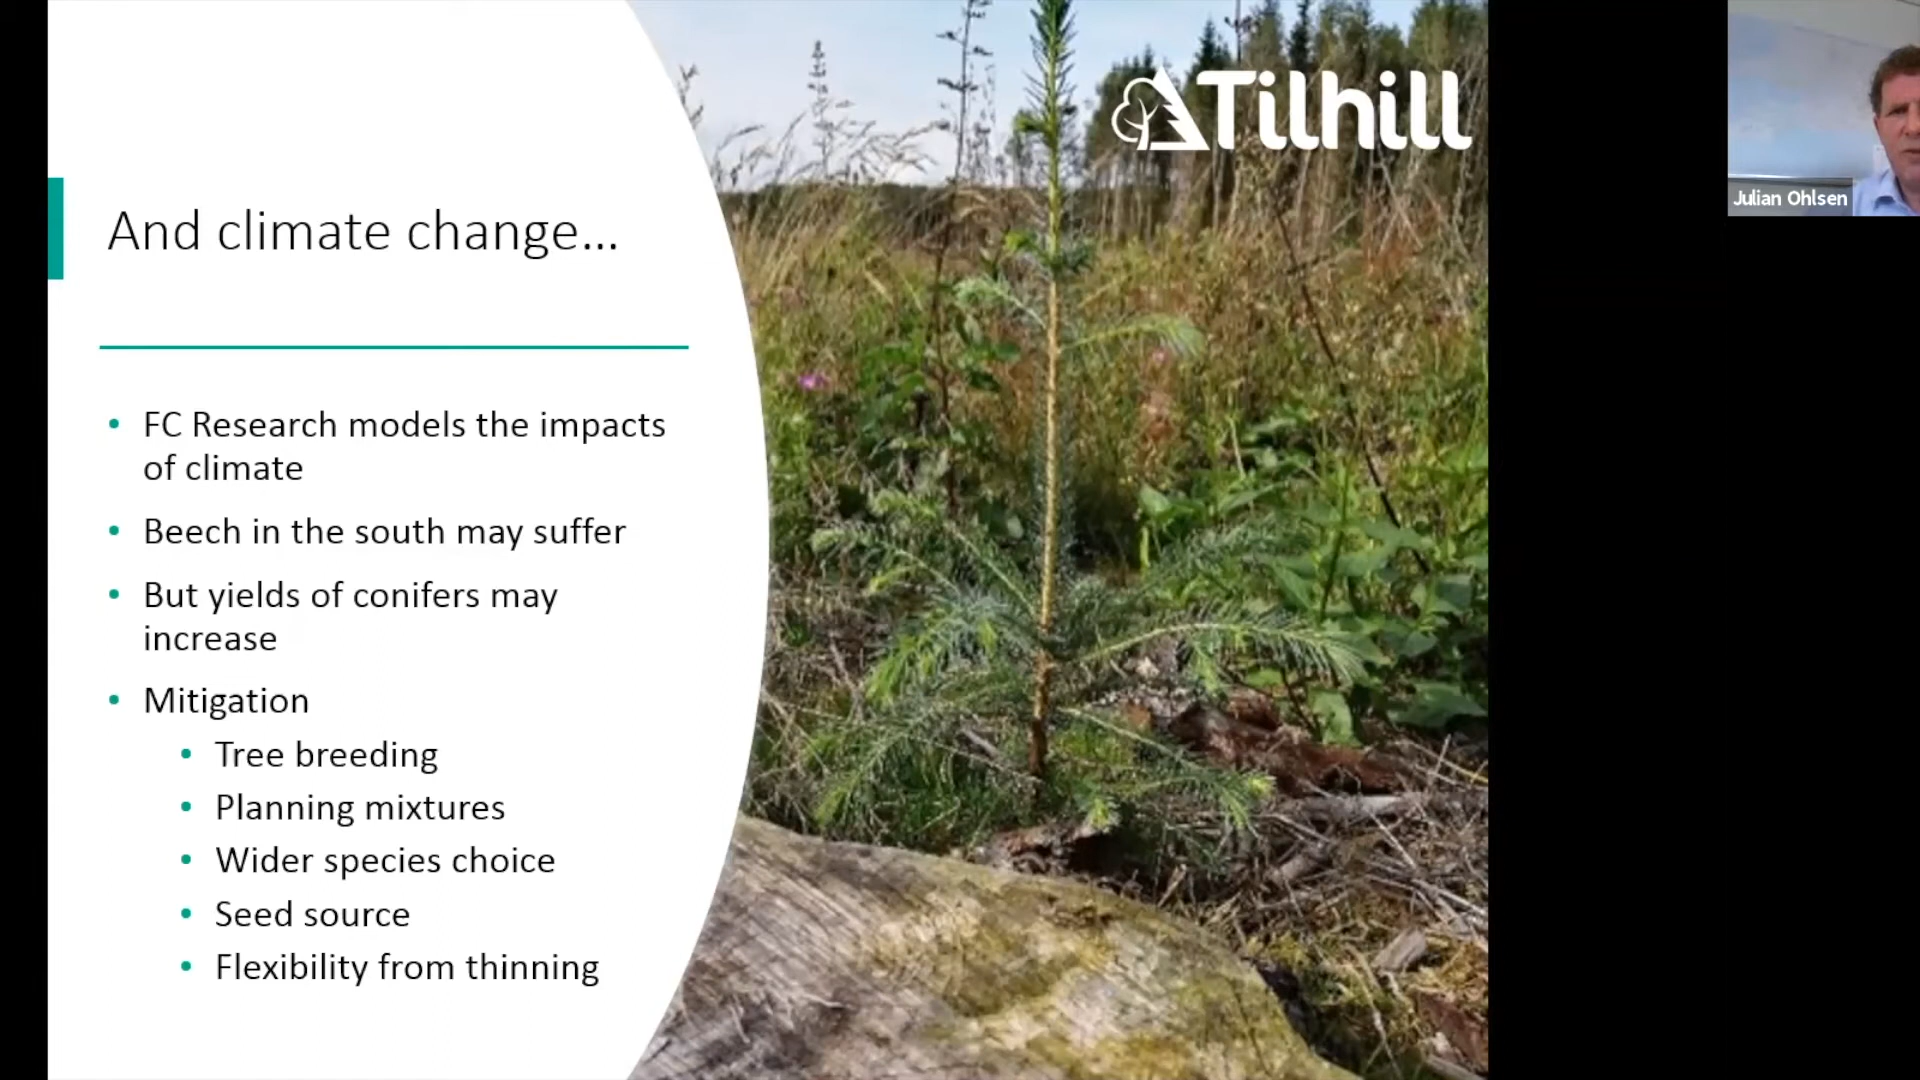 Tilhill
Julian Ohlsen
And climate change...
• FC Research models the impacts
of climate
• Beech in the south may suffer
• But yields of conifers may
increase
• Mitigation
• Tree breeding
• Planning mixtures
• Wider species choice
• Seed source
• Flexibility from thinning